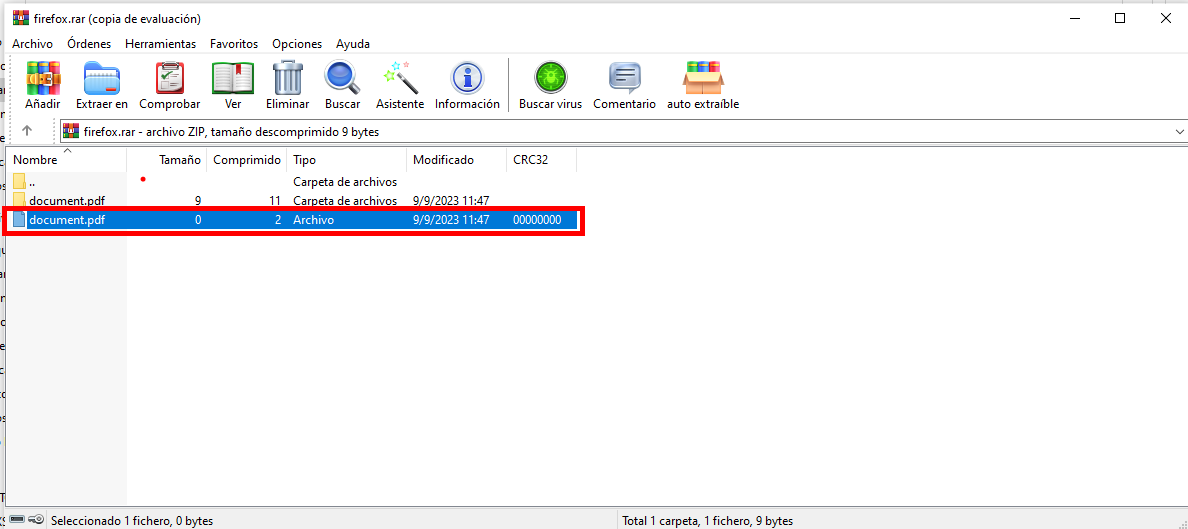 firefox.rar (copia de evaluación)
Archivo Órdenes Herramientas Favoritos Opciones Ayuda
Añadir Extraer en Comprobar Ver Eliminar Buscar Asistente Información Buscar virus Comentario auto extraíble
firefox.rar - archivo ZIP, tamaño descomprimido 9 bytes
Nombre Tamaño Comprimido Tipo Modificado CRC32
.. Carpeta de archivos
document.pdf 9 11 Carpeta de archivos 9/9/2023 11:47
document.pdf 0 2 Archivo 9/9/2023 11:47 00000000
Seleccionado 1 fichero, 0 bytes Total 1 carpeta, 1 fichero, 9 bytes